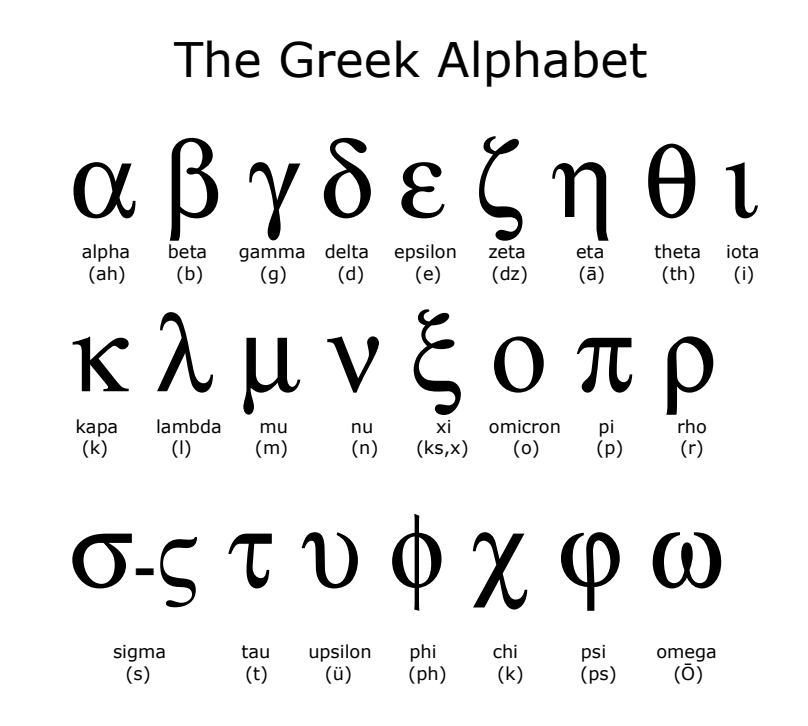 The Greek Alphabet
α β γ δ ε ζ η θ ι
alpha beta gamma delta epsilon zeta eta theta iota
(ah) (b) (g) (d) (e) (dz) (ā) (th) (i)
κ λ μ ν ξ ο π ρ
kapa lambda mu nu xi omicron pi rho
(k) (l) (m) (n) (ks,x) (o) (p) (r)
σ-ς τ υ ϕ χ φ ω
sigma tau upsilon phi chi psi omega
(s) (t) (ü) (ph) (k) (ps) (Ō)